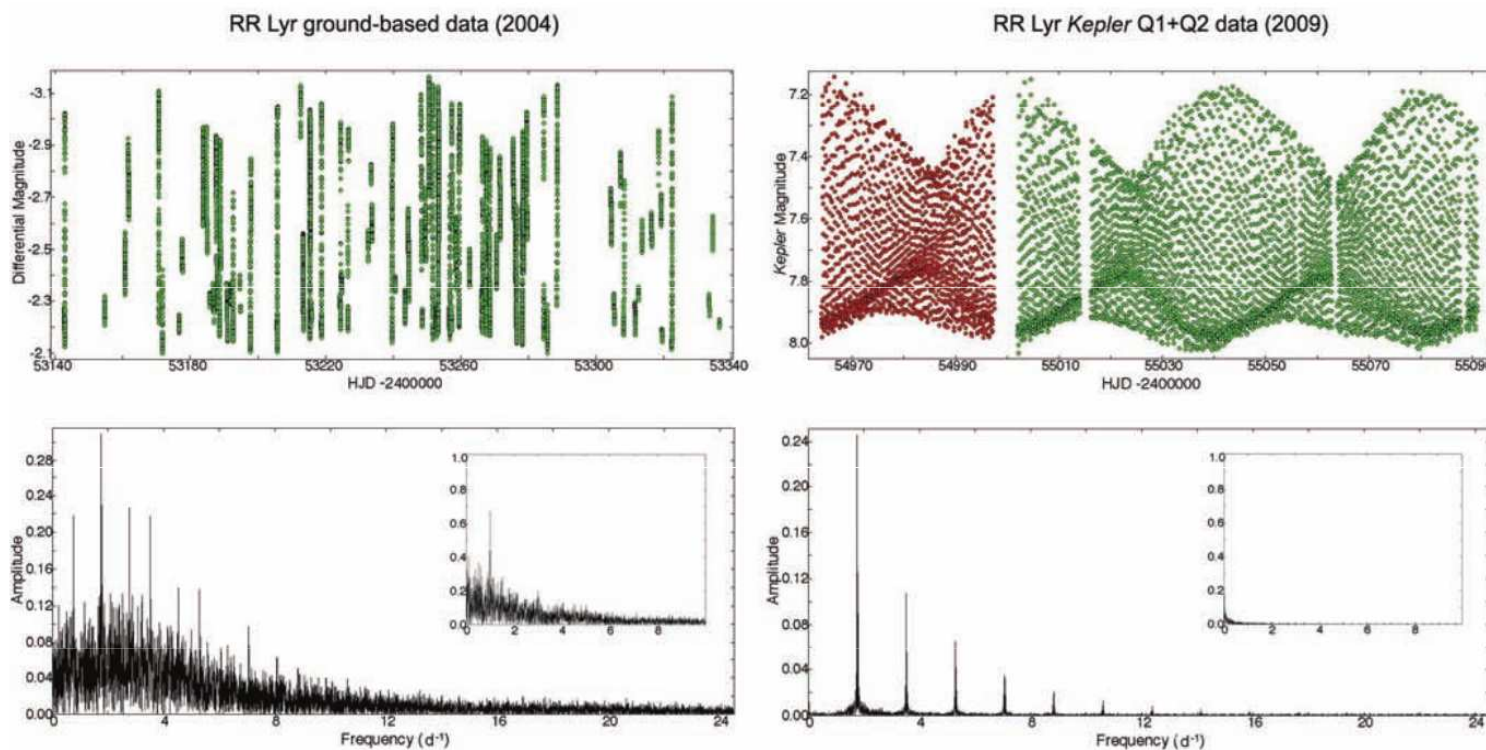 RR Lyr ground-based data (2004)
-3.1
-2.9
-2.7
-2.5
-2.3
-2.1
Differential Magnitude
53140 53180 53220 53260 53300 53340
HJD -2400000
RR Lyr Kepler Q1+Q2 data (2009)
7.2
7.4
7.6
7.8
8.0
Kepler Magnitude
54970 54990 55010 55030 55050 55070 55090
HJD -2400000
0.28
0.24
0.20
0.16
0.12
0.08
0.04
0.00
Amplitude
0 4 8 12 16 20 24
Frequency (d⁻¹)
1.0
0.8
0.6
0.4
0.2
0.0
0 2 4 6 8
0.24
0.20
0.16
0.12
0.08
0.04
0.00
Amplitude
0 4 8 12 16 20 24
Frequency (d⁻¹)
1.0
0.8
0.6
0.4
0.2
0.0
0 2 4 6 8